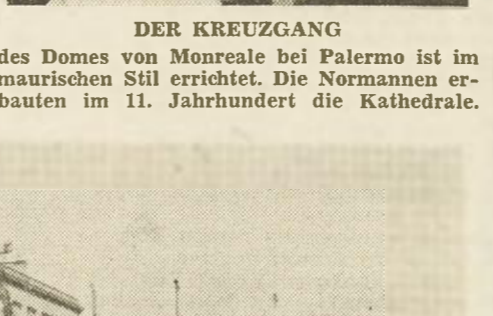 DER KREUZGANG
des Domes von Monreale bei Palermo ist im
maurischen Stil errichtet. Die Normannen er-
bauten im 11. Jahrhundert die Kathedrale.